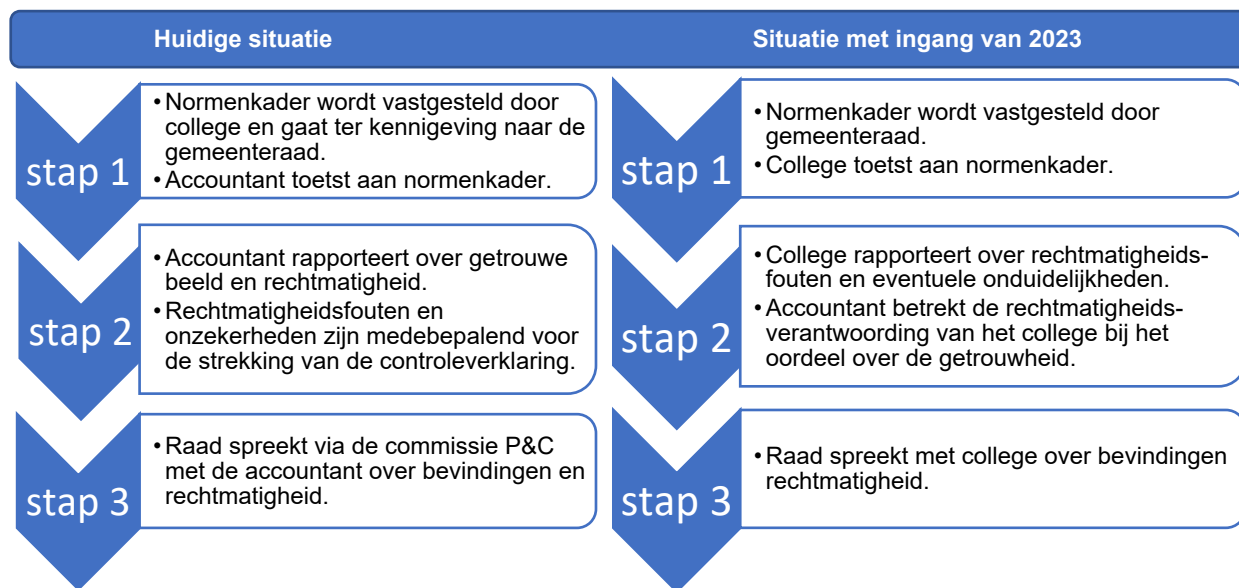 Huidige situatie
Situatie met ingang van 2023
stap 1
•Normenkader wordt vastgesteld door
college en gaat ter kennigeving naar de
gemeenteraad.
•Accountant toetst aan normenkader.
stap 2
•Accountant rapporteert over getrouwe
beeld en rechtmatigheid.
•Rechtmatigheidsfouten en
onzekerheden zijn medebepalend voor
de strekking van de controleverklaring.
stap 3
•Raad spreekt via de commissie P&C
met de accountant over bevindingen en
rechtmatigheid.
stap 1
•Normenkader wordt vastgesteld door
gemeenteraad.
•College toetst aan normenkader.
stap 2
•College rapporteert over rechtmatigheids-
fouten en eventuele onduidelijkheden.
•Accountant betrekt de rechtmatigheids-
verantwoording van het college bij het
oordeel over de getrouwheid.
stap 3
•Raad spreekt met college over bevindingen
rechtmatigheid.